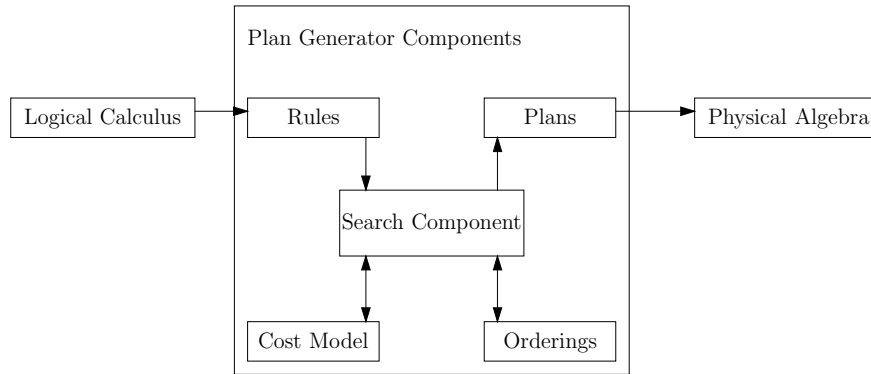 Plan Generator Components
Logical Calculus
Rules
Plans
Physical Algebra
Search Component
Cost Model
Orderings